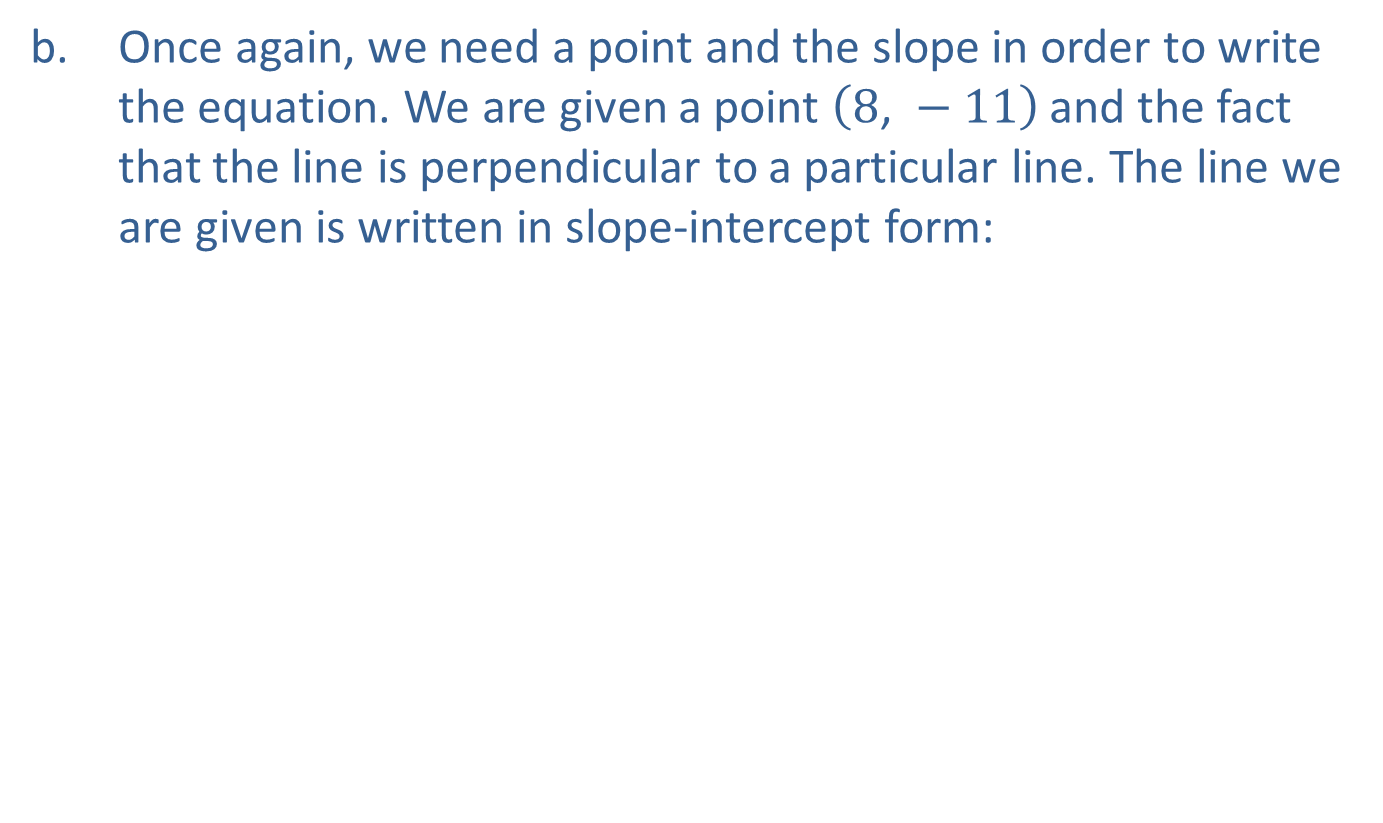 b. Once again, we need a point and the slope in order to write
the equation. We are given a point (8, − 11) and the fact
that the line is perpendicular to a particular line. The line we
are given is written in slope-intercept form: